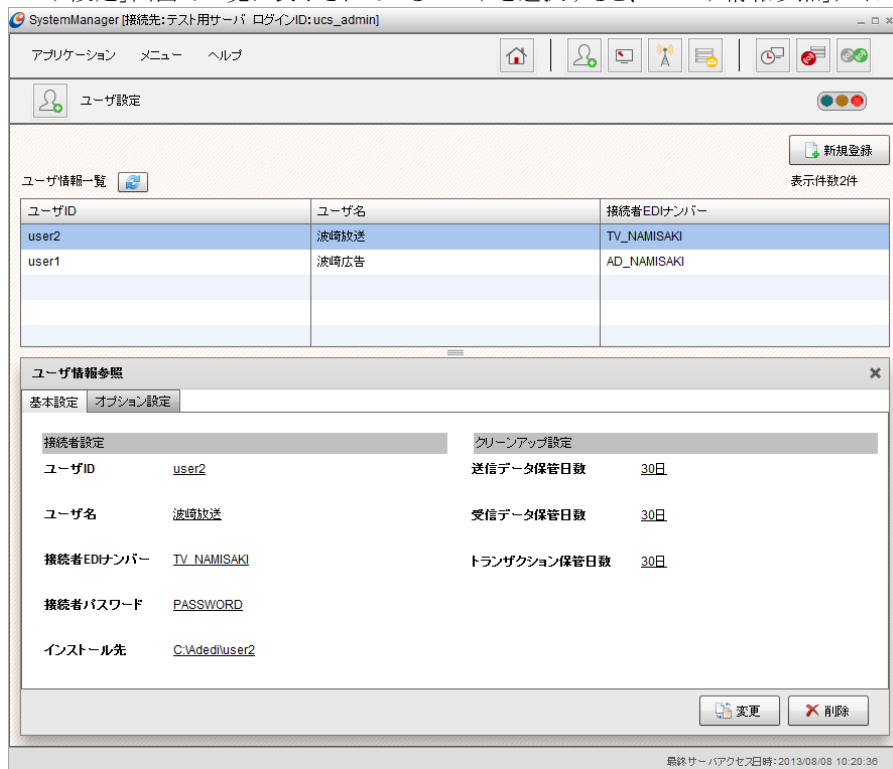 SystemManager [接続先:テスト用サーバ ログインID:ucs_admin]
アプリケーション メニュー ヘルプ
ユーザ設定
新規登録
ユーザ情報一覧
表示件数2件
ユーザID ユーザ名 接続者EDIナンバー
user2 波崎放送 TV_NAMISAKI
user1 波崎広告 AD_NAMISAKI
ユーザ情報参照
基本設定 オプション設定
接続者設定
ユーザID user2
ユーザ名 波崎放送
接続者EDIナンバー TV_NAMISAKI
接続者パスワード PASSWORD
インストール先 C:\Adedi\user2
クリーンアップ設定
送信データ保管日数 30日
受信データ保管日数 30日
トランザクション保管日数 30日
変更 削除
最終サーバアクセス日時:2013/08/08 10:20:36